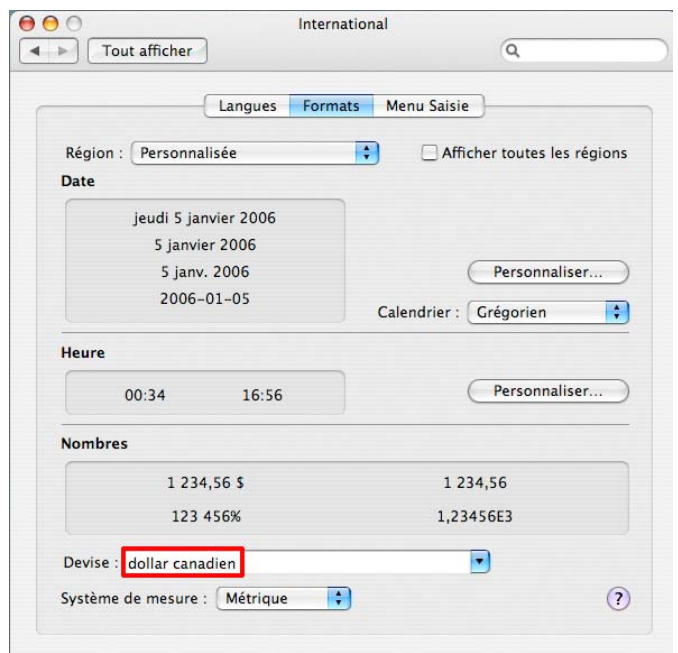 International
Tout afficher
Langues Formats Menu Saisie
Région : Personnalisée Afficher toutes les régions
Date
jeudi 5 janvier 2006
5 janvier 2006
5 janv. 2006
2006-01-05
Personnaliser...
Calendrier : Grégorien
Heure
00:34 16:56
Personnaliser...
Nombres
1 234,56 $ 1 234,56
123 456% 1,23456E3
Devise : dollar canadien
Système de mesure : Métrique ?